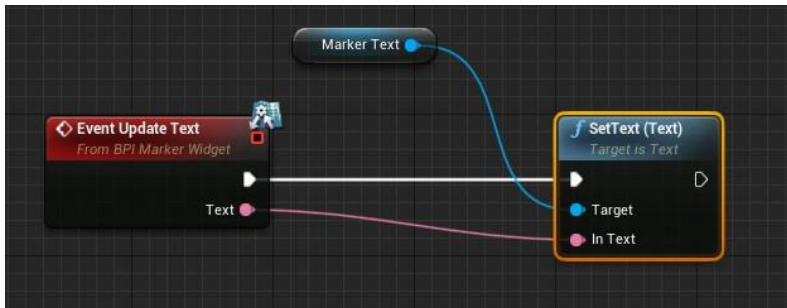 Marker Text
Event Update Text
From BPI Marker Widget
Text
f SetText (Text)
Target is Text
Target
In Text